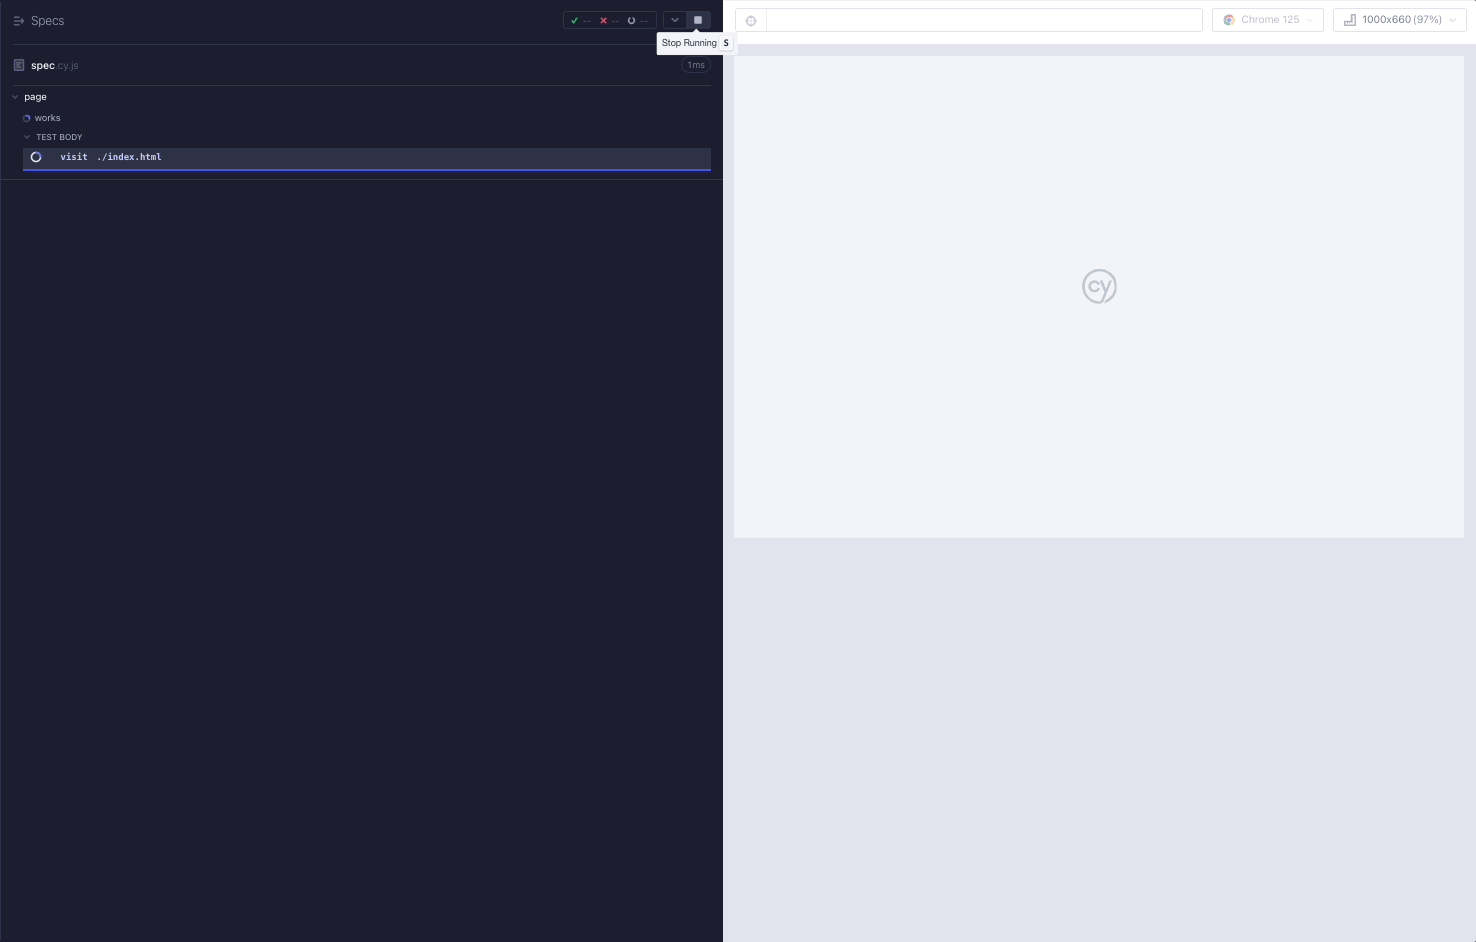 Specs
-- -- --
Stop Running S
spec.cy.js
1ms
page
works
TEST BODY
visit ./index.html
Chrome 125
1000x660 (97%)
cy